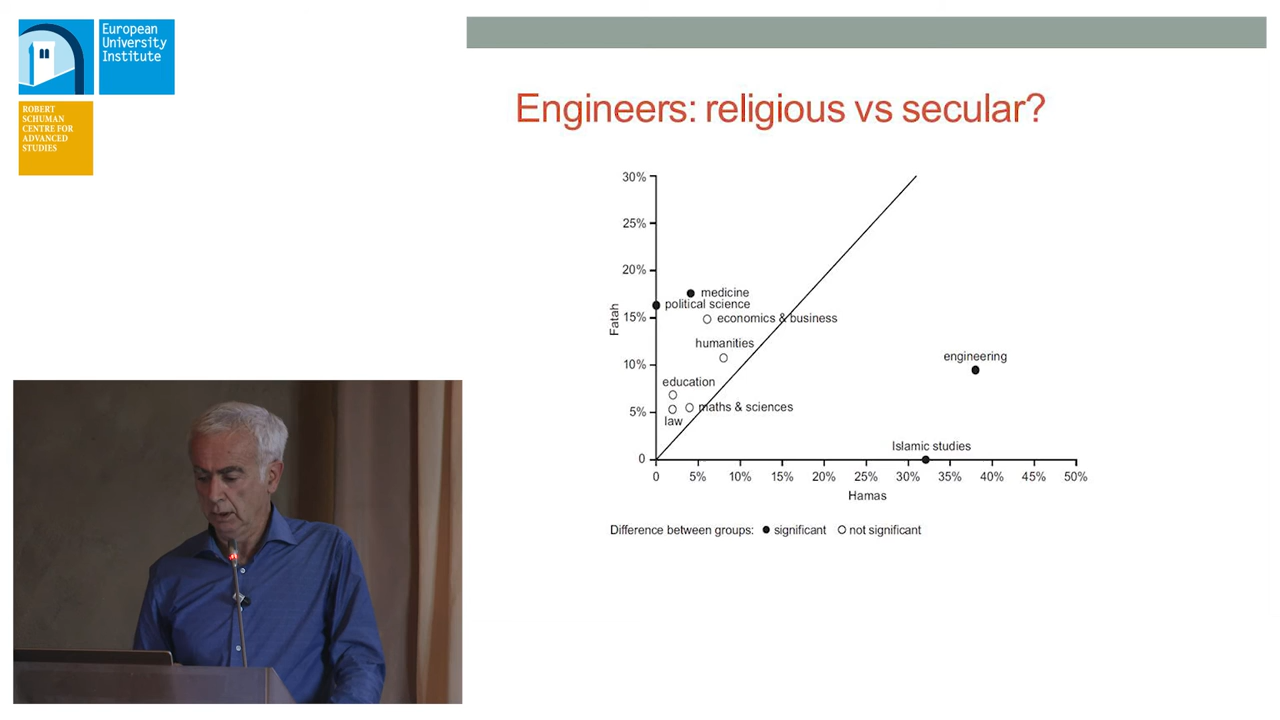 European
University
Institute
ROBERT
SCHUMAN
CENTRE FOR
ADVANCED
STUDIES
Engineers: religious vs secular?
30%
25%
20%
15%
10%
5%
0
Fatah
medicine
political science
economics & business
humanities
engineering
education
maths & sciences
law
Islamic studies
0 5% 10% 15% 20% 25% 30% 35% 40% 45% 50%
Hamas
Difference between groups: significant not significant